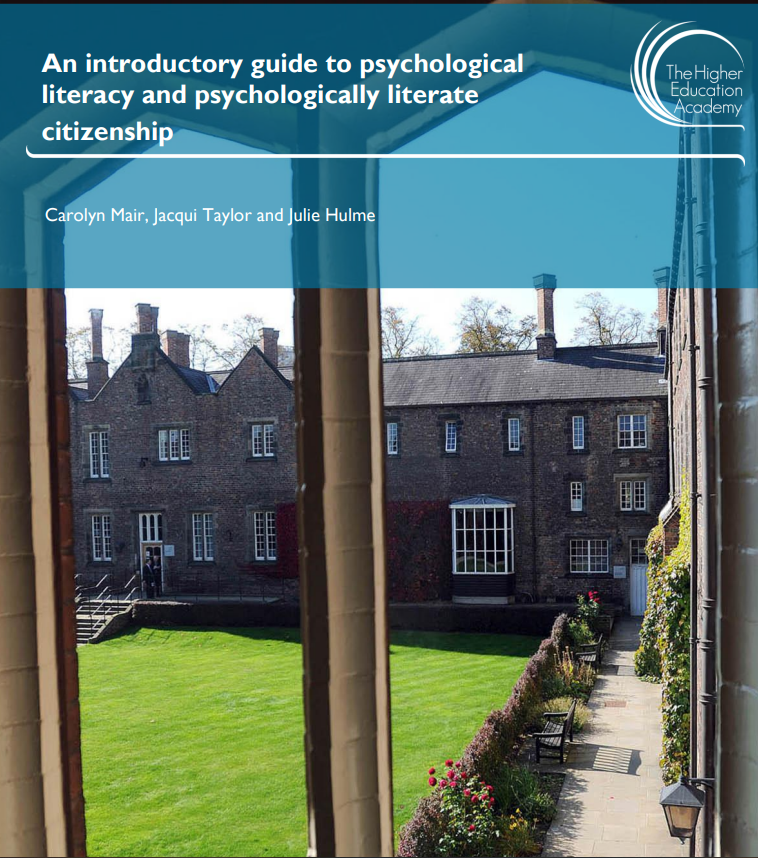 An introductory guide to psychological
literacy and psychologically literate
citizenship
The Higher
Education
Academy
Carolyn Mair, Jacqui Taylor and Julie Hulme